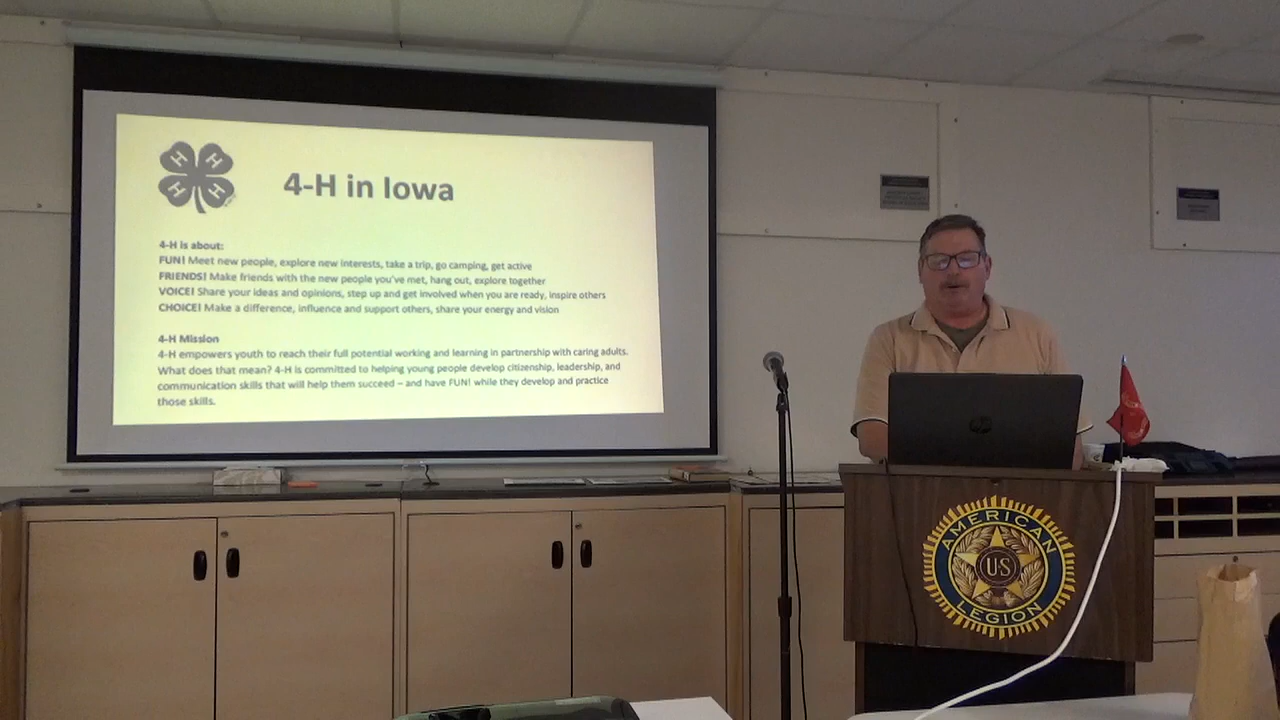 H H
H H
4-H in Iowa
4-H is about:
FUN! Meet new people, explore new interests, take a trip, go camping, get active
FRIENDS! Make friends with the new people you've met, hang out, explore together
VOICE! Share your ideas and opinions, step up and get involved when you are ready, inspire others
CHOICE! Make a difference, influence and support others, share your energy and vision
4-H Mission
4-H empowers youth to reach their full potential working and learning in partnership with caring adults.
What does that mean? 4-H is committed to helping young people develop citizenship, leadership, and
communication skills that will help them succeed – and have FUN! while they develop and practice
those skills.
hp
AMERICAN
U·S
LEGION